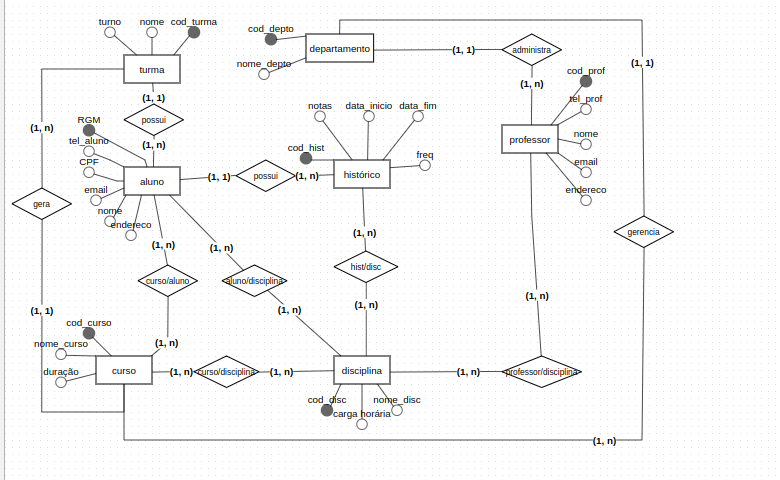 turno nome cod_turma
turma
(1, 1)
possui
(1, n)
RGM
tel_aluno
CPF
email
nome
endereco
aluno
(1, 1)
possui
(1, n)
cod_depto
nome_depto
departamento
(1, 1)
administra
(1, n)
(1, 1)
cod_prof
tel_prof
nome
email
endereco
professor
notas data_inicio data_fim
cod_hist
freq
histórico
(1, n)
gera
(1, 1)
(1, n)
curso/aluno
(1, n)
(1, n)
aluno/disciplina
(1, n)
(1, n)
hist/disc
(1, n)
gerencia
(1, n)
professor/disciplina
(1, n)
cod_curso
nome_curso
duração
curso
(1, n)
curso/disciplina
(1, n)
disciplina
cod_disc
carga horária
nome_disc
(1, n)